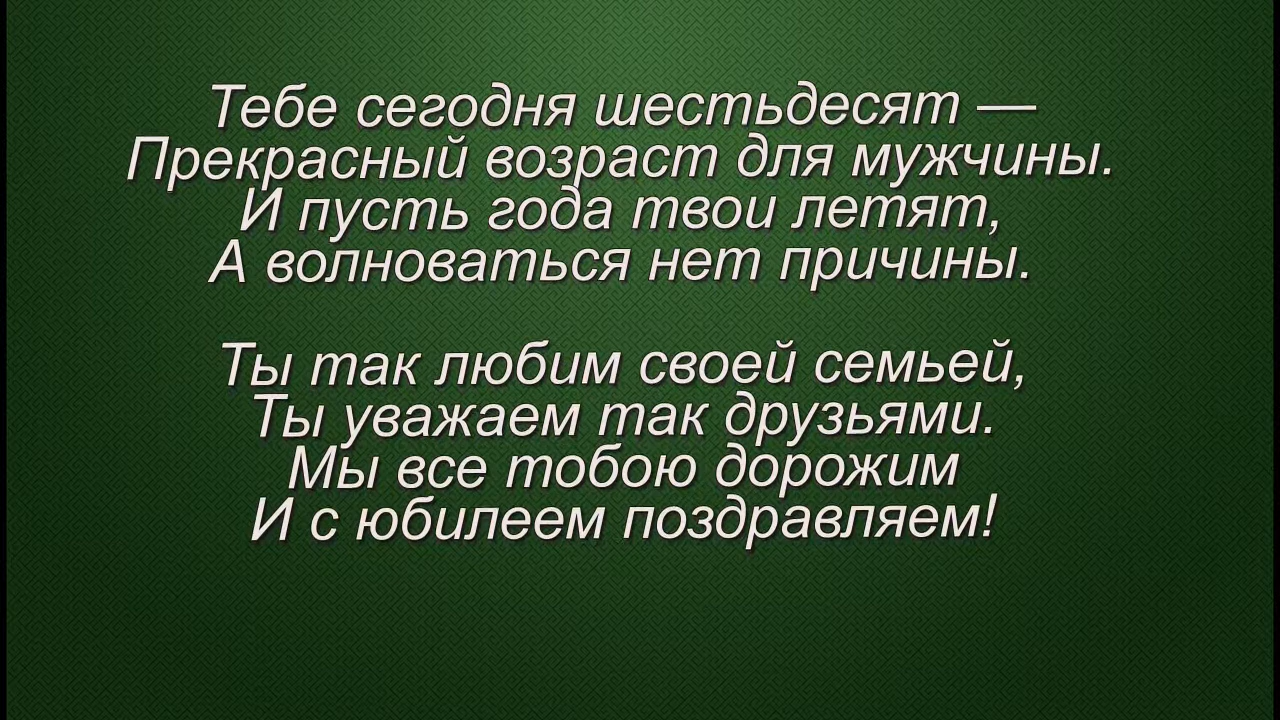 Тебе сегодня шестьдесят —
Прекрасный возраст для мужчины.
И пусть года твои летят,
А волноваться нет причины.
Ты так любим своей семьей,
Ты уважаем так друзьями.
Мы все тобою дорожим
И с юбилеем поздравляем!